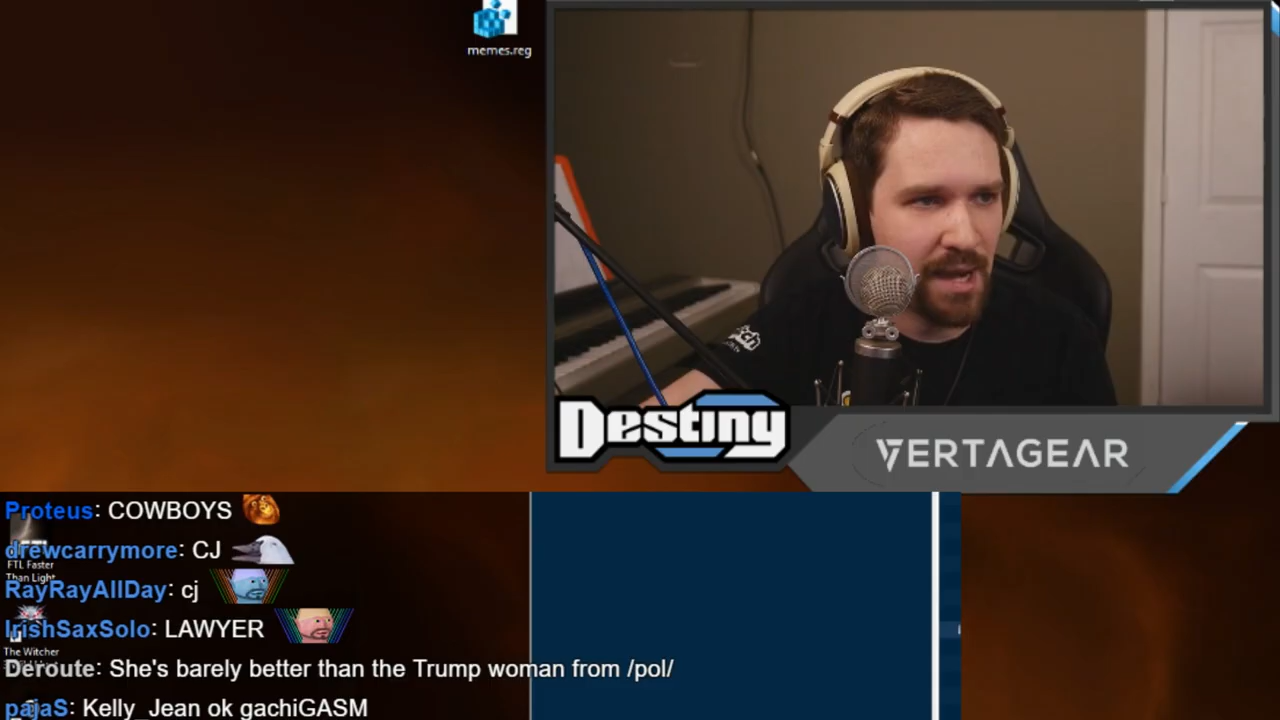 memes.reg
Destiny
VERTAGEAR
Proteus: COWBOYS
drewcarrymore: CJ
FTL Faster
Than Light
RayRayAllDay: cj
IrishSaxSolo: LAWYER
The Witcher
Deroute: She's barely better than the Trump woman from /pol/
pajaS: Kelly_Jean ok gachiGASM